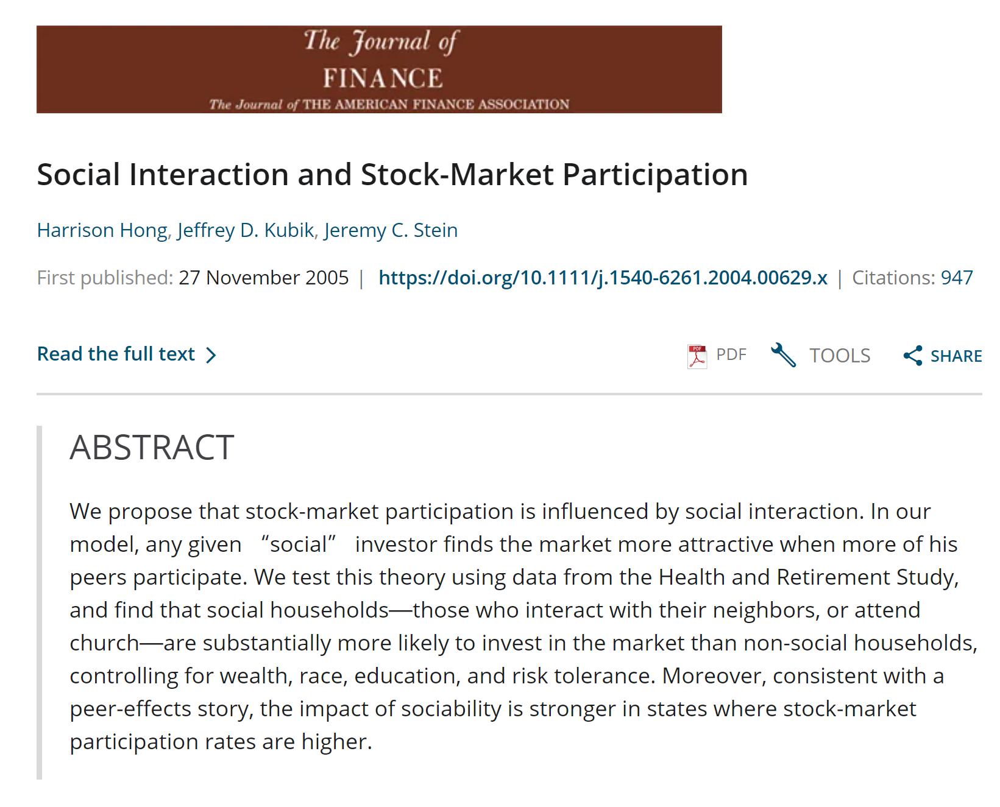 The Journal of
FINANCE
The Journal of THE AMERICAN FINANCE ASSOCIATION
Social Interaction and Stock-Market Participation
Harrison Hong, Jeffrey D. Kubik, Jeremy C. Stein
First published: 27 November 2005 | https://doi.org/10.1111/j.1540-6261.2004.00629.x | Citations: 947
Read the full text PDF PDF TOOLS SHARE
ABSTRACT
We propose that stock-market participation is influenced by social interaction. In our
model, any given “social” investor finds the market more attractive when more of his
peers participate. We test this theory using data from the Health and Retirement Study,
and find that social households—those who interact with their neighbors, or attend
church—are substantially more likely to invest in the market than non-social households,
controlling for wealth, race, education, and risk tolerance. Moreover, consistent with a
peer-effects story, the impact of sociability is stronger in states where stock-market
participation rates are higher.